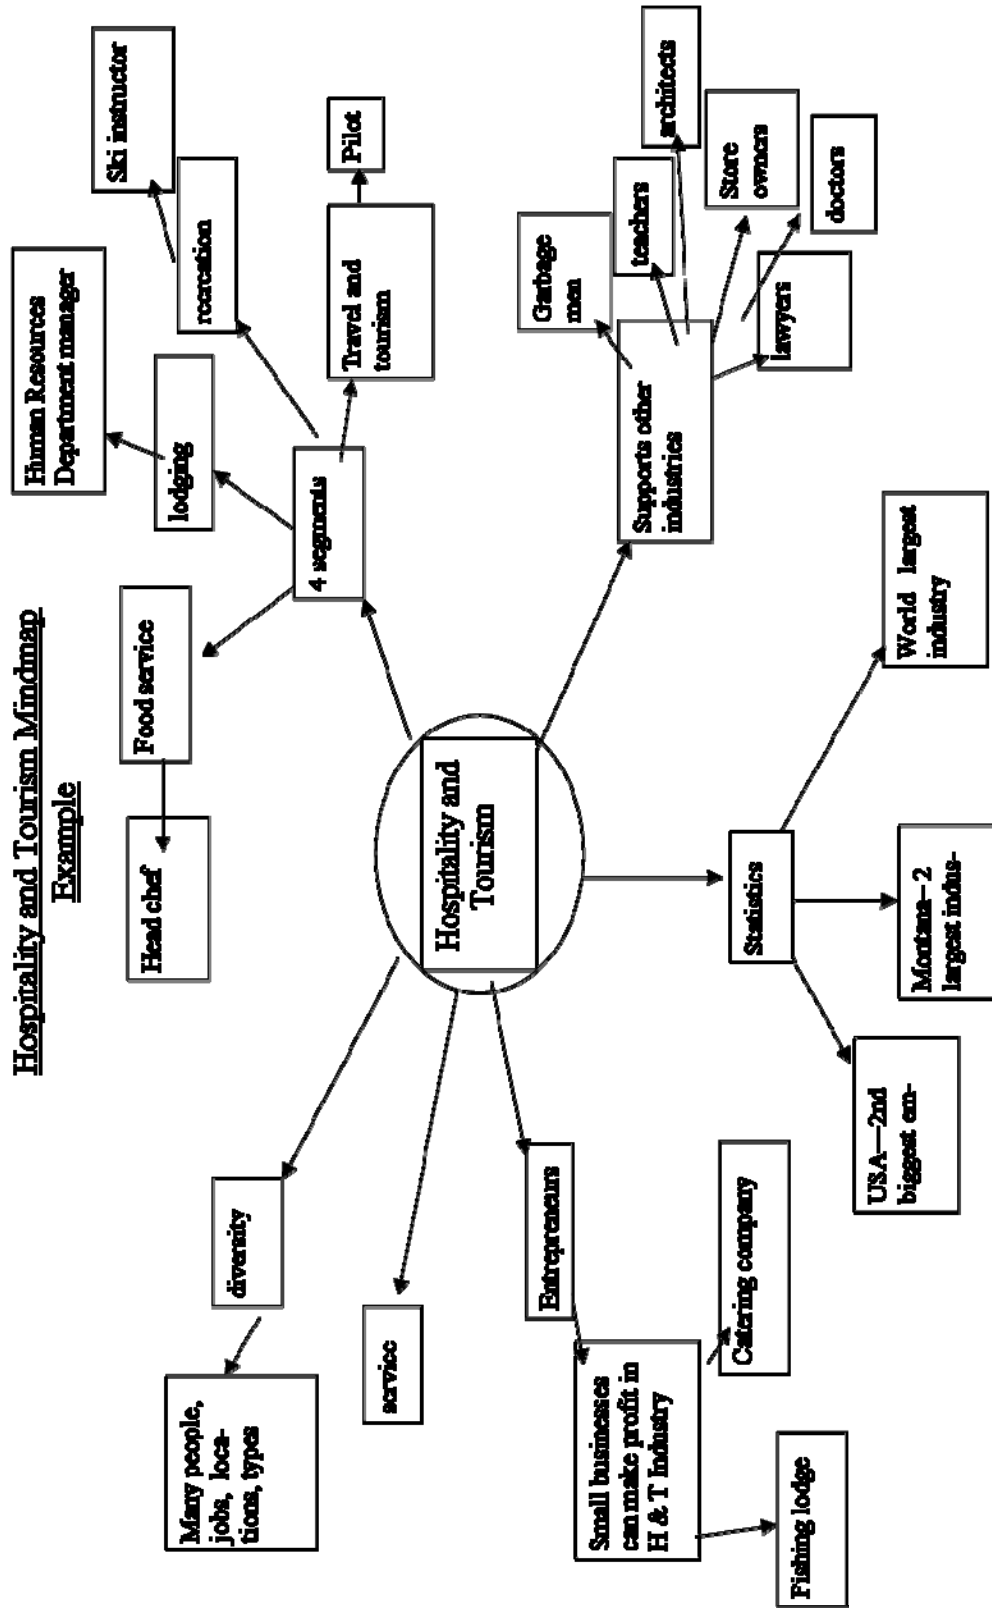 Hospitality and Tourism Mindmap
Example
Head chef
Food service
Human Resources
Department manager
lodging
Ski instructor
recreation
4 segments
Travel and
tourism
Pilot
Many people,
jobs, loca-
tions, types
diversity
service
Hospitality and
Tourism
Entrepreneurs
Small businesses
can make profit in
H & T Industry
Fishing lodge
Catering company
Statistics
USA—2nd
biggest em-
Montana—2
largest indus-
World largest
industry
Supports other
industries
Garbage
men
teachers
architects
Store
owners
lawyers
doctors